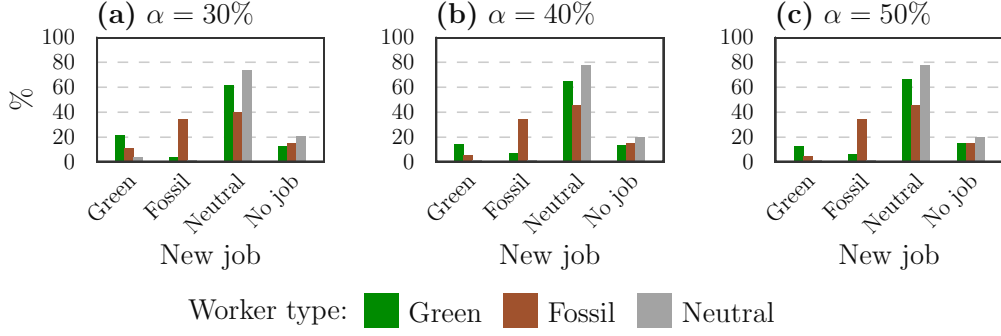 (a) α = 30%
(b) α = 40%
(c) α = 50%
%
100
80
60
40
20
0
Green
Fossil
Neutral
No job
New job
100
80
60
40
20
0
Green
Fossil
Neutral
No job
New job
100
80
60
40
20
0
Green
Fossil
Neutral
No job
New job
Worker type: Green Fossil Neutral